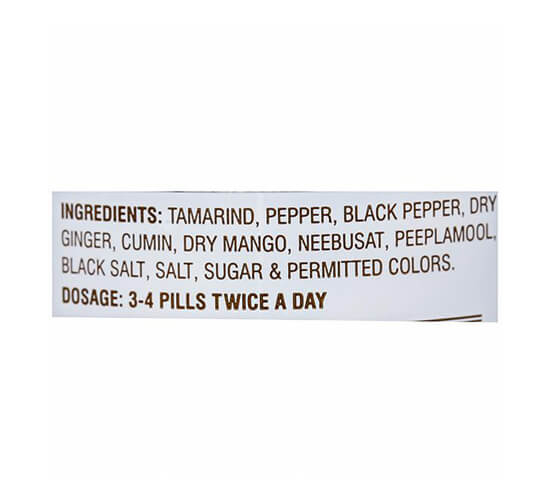 INGREDIENTS: TAMARIND, PEPPER, BLACK PEPPER, DRY
GINGER, CUMIN, DRY MANGO, NEEBUSAT, PEEPLAMOOL,
BLACK SALT, SALT, SUGAR & PERMITTED COLORS.
DOSAGE: 3-4 PILLS TWICE A DAY